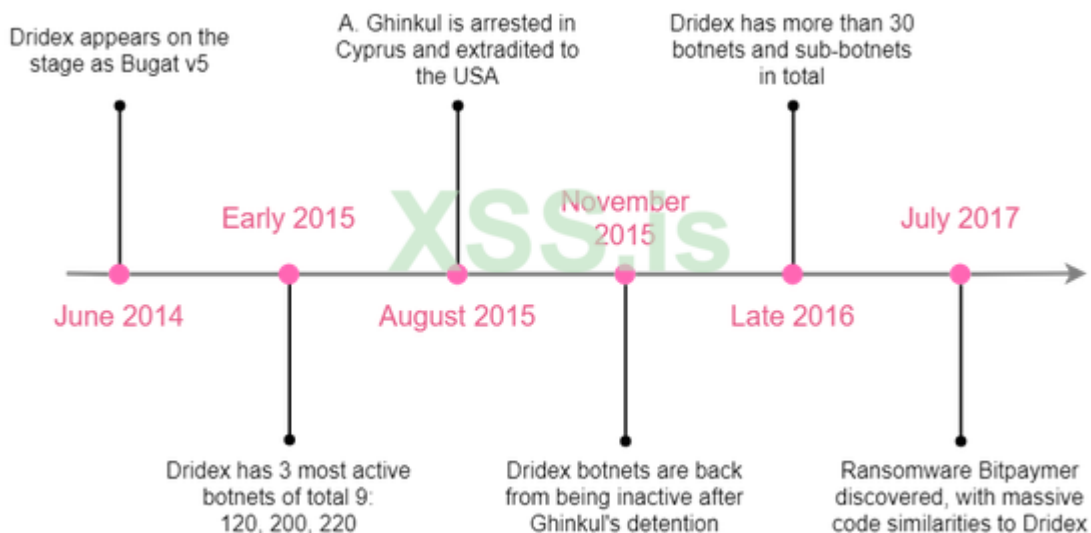 Dridex appears on the
stage as Bugat v5
A. Ghinkul is arrested in
Cyprus and extradited to
the USA
Dridex has more than 30
botnets and sub-botnets
in total
Early 2015
November
2015
July 2017
XSS.is
June 2014
August 2015
Late 2016
Dridex has 3 most active
botnets of total 9:
120, 200, 220
Dridex botnets are back
from being inactive after
Ghinkul's detention
Ransomware Bitpaymer
discovered, with massive
code similarities to Dridex